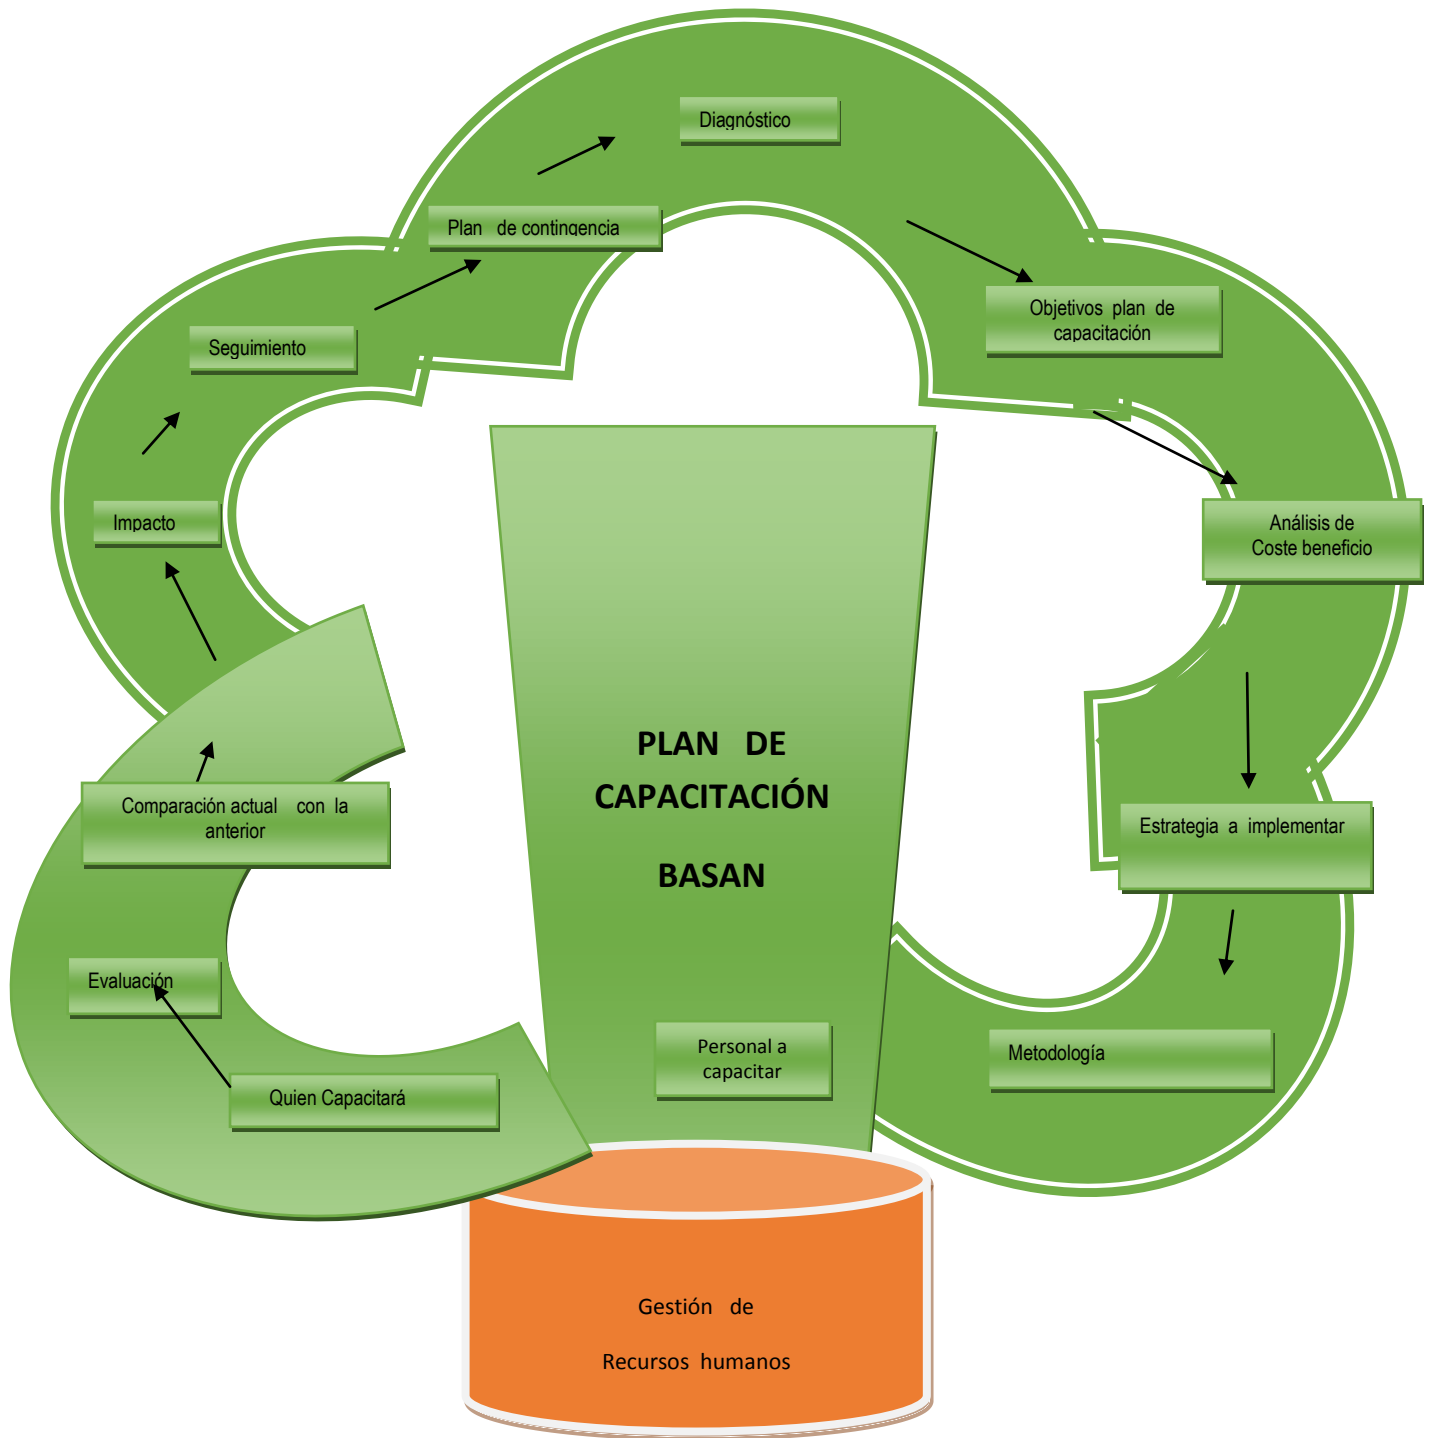 Diagnóstico
Plan de contingencia
Objetivos plan de
capacitación
Seguimiento
Impacto
Análisis de
Coste beneficio
PLAN DE
CAPACITACIÓN
BASAN
Comparación actual con la
anterior
Estrategia a implementar
Evaluación
Personal a
capacitar
Metodología
Quien Capacitará
Gestión de
Recursos humanos